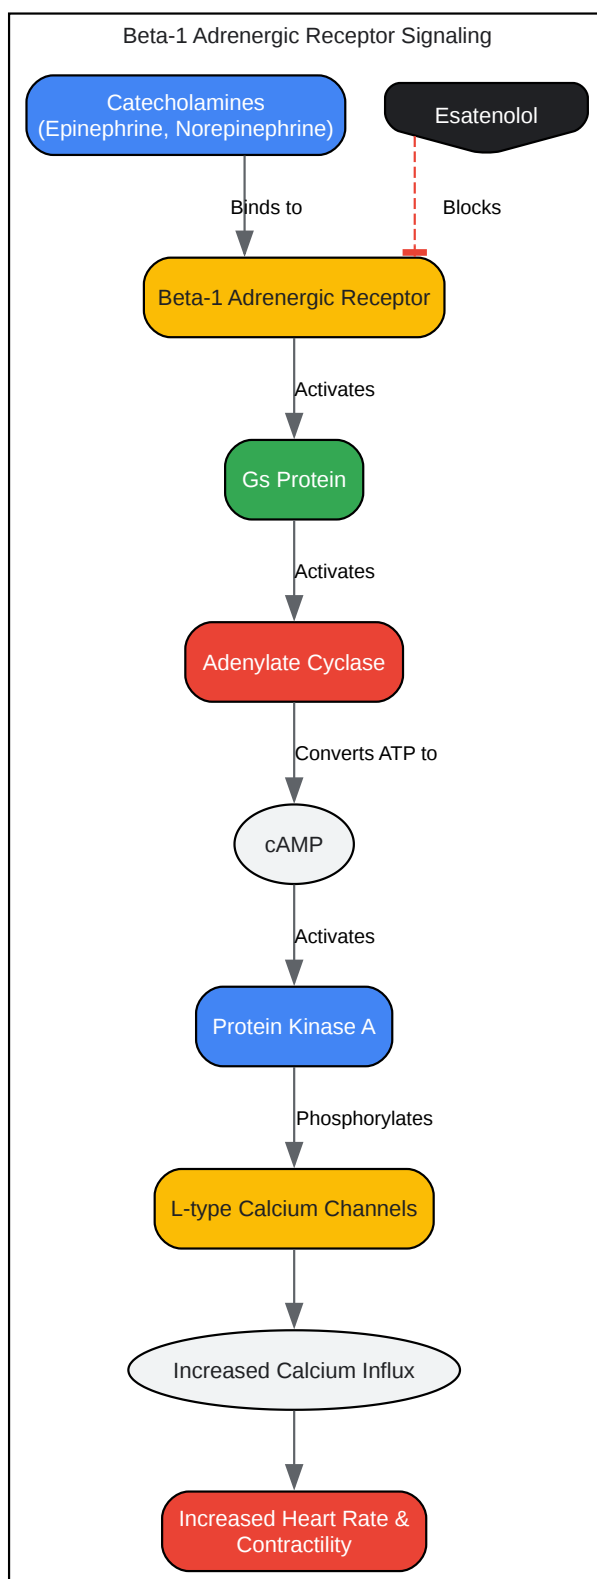 Beta-1 Adrenergic Receptor Signaling
Catecholamines
(Epinephrine, Norepinephrine)
Esatenolol
Binds to
Blocks
Beta-1 Adrenergic Receptor
Activates
Gs Protein
Activates
Adenylate Cyclase
Converts ATP to
cAMP
Activates
Protein Kinase A
Phosphorylates
L-type Calcium Channels
Increased Calcium Influx
Increased Heart Rate &
Contractility